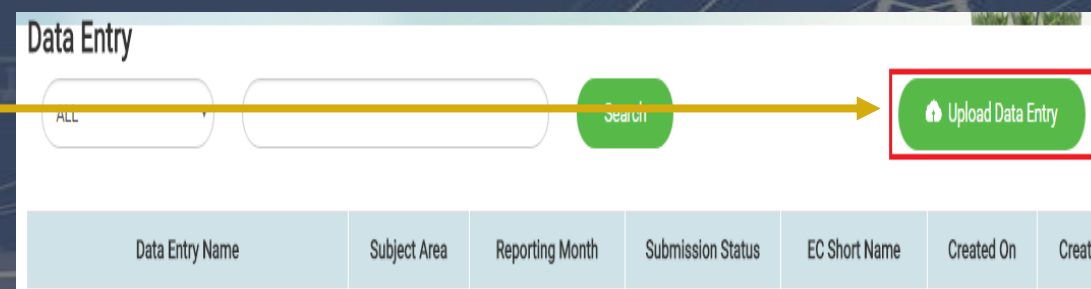 Data Entry
ALL Search Upload Data Entry
Data Entry Name Subject Area Reporting Month Submission Status EC Short Name Created On Creat